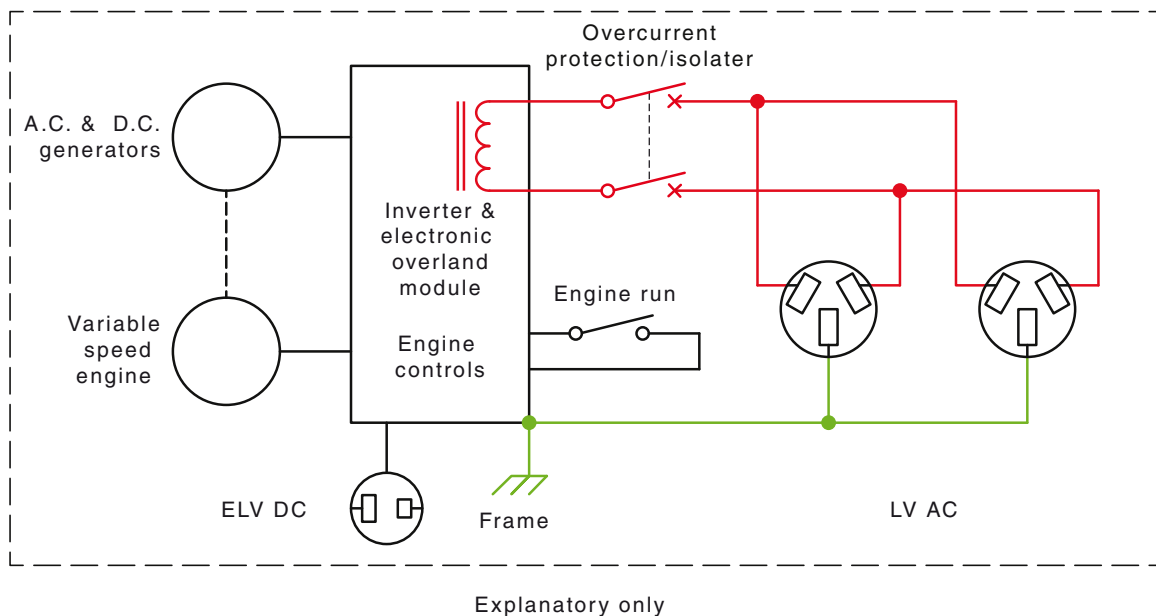 Overcurrent
protection/isolater
A.C. & D.C.
generators
Inverter &
electronic
overland
module
Engine run
Variable
speed
engine
Engine
controls
ELV DC
Frame
LV AC
Explanatory only